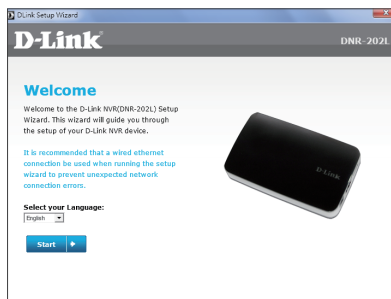 DLink Setup Wizard
D-Link
DNR-202L
Welcome
Welcome to the D-Link NVR(DNR-202L) Setup
Wizard. This wizard will guide you through
the setup of your D-Link NVR device.
It is recommended that a wired ethernet
connection be used when running the setup
wizard to prevent unexpected network
connection errors.
D-Link
Select your Language:
English
Start